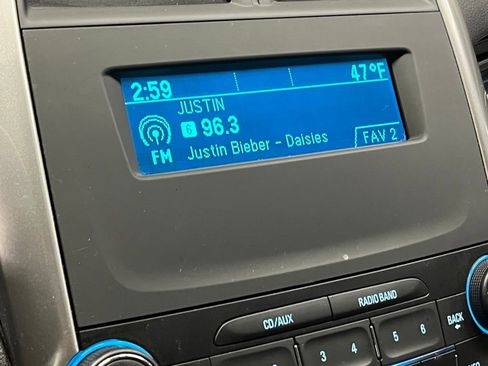 2:59 47°F
JUSTIN
6 96.3
FM Justin Bieber - Daisies FAV 2
CD/AUX RADIO BAND
3 4 5 6 BACK